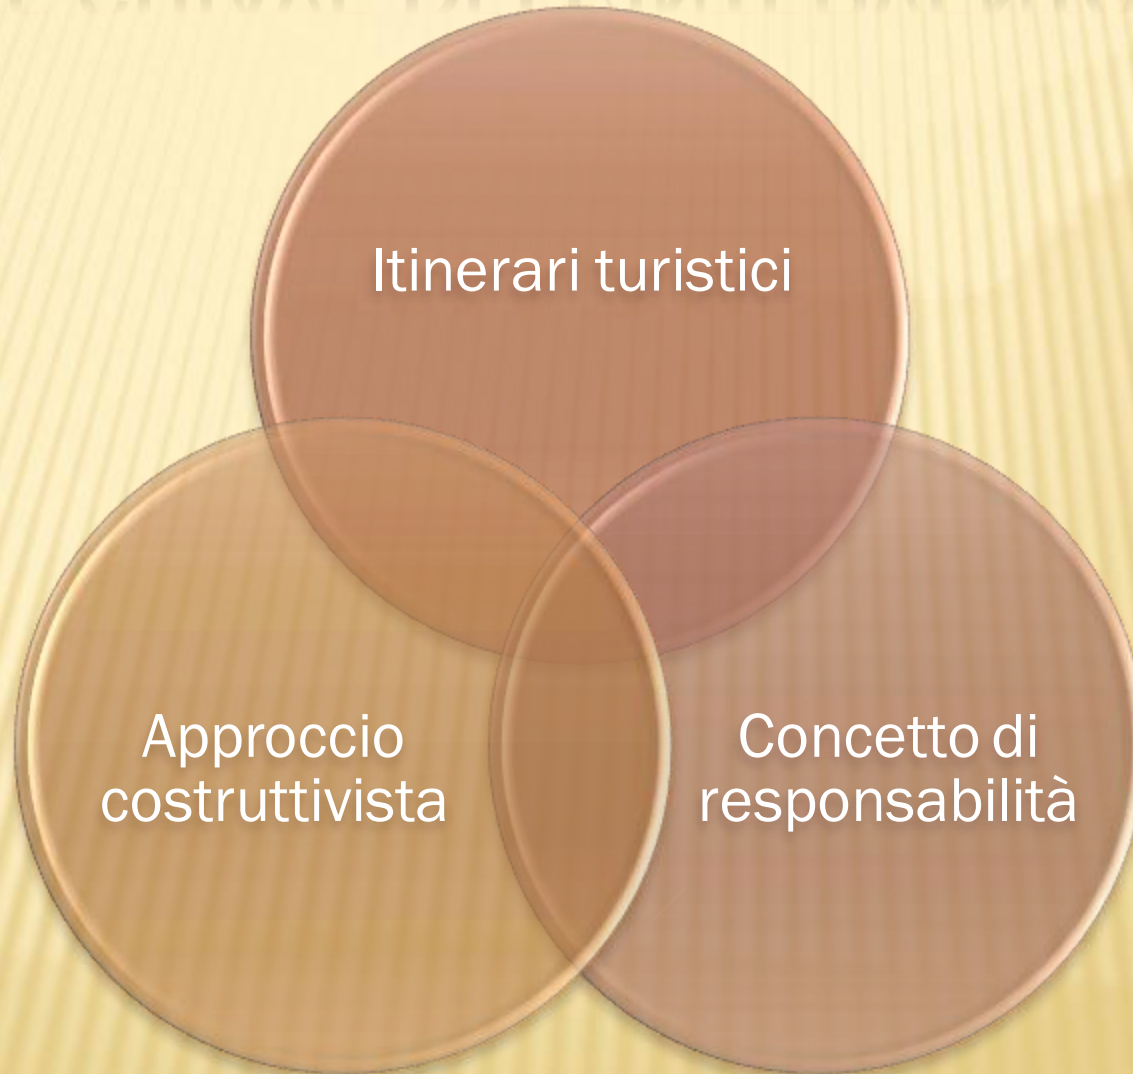 Itinerari turistici
Approccio
costruttivista
Concetto di
responsabilità